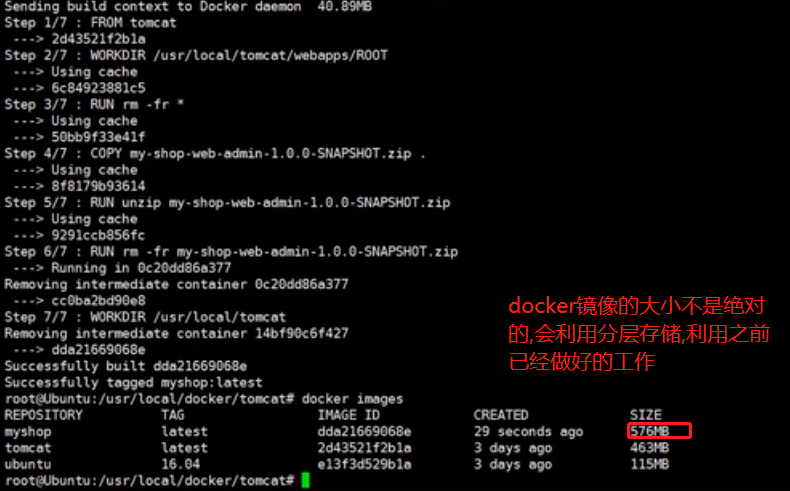 Sending build context to Docker daemon  40.89MB
Step 1/7 : FROM tomcat
 ---> 2d43521f2b1a
Step 2/7 : WORKDIR /usr/local/tomcat/webapps/ROOT
 ---> Using cache
 ---> 6c84923881c5
Step 3/7 : RUN rm -fr *
 ---> Using cache
 ---> 50bb9f33e41f
Step 4/7 : COPY my-shop-web-admin-1.0.0-SNAPSHOT.zip .
 ---> Using cache
 ---> 8f8179b93614
Step 5/7 : RUN unzip my-shop-web-admin-1.0.0-SNAPSHOT.zip
 ---> Using cache
 ---> 9291ccb856fc
Step 6/7 : RUN rm -fr my-shop-web-admin-1.0.0-SNAPSHOT.zip
 ---> Running in 0c20dd86a377
Removing intermediate container 0c20dd86a377
 ---> cc0ba2bd90e8
Step 7/7 : WORKDIR /usr/local/tomcat
Removing intermediate container 14bf90c6f427
 ---> dda21669068e
Successfully built dda21669068e
Successfully tagged myshop:latest
docker镜像的大小不是绝对
的,会利用分层存储,利用之前
已经做好的工作
root@Ubuntu:/usr/local/docker/tomcat# docker images
REPOSITORY TAG IMAGE ID CREATED SIZE
myshop latest dda21669068e 29 seconds ago 576MB
tomcat latest 2d43521f2b1a 3 days ago 463MB
ubuntu 16.04 e13f3d529b1a 3 days ago 115MB
root@Ubuntu:/usr/local/docker/tomcat#